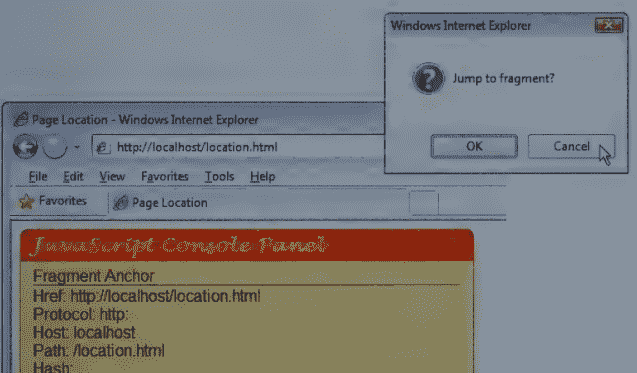 Windows Internet Explorer
Jump to fragment?
OK
Cancel
Page Location - Windows Internet Explorer
http://localhost/location.html
File Edit View Favorites Tools Help
Favorites
Page Location
JavaScript Console Panel
Fragment Anchor
Href: http://localhost/location.html
Protocol: http:
Host: localhost
Path: /location.html
Hash: